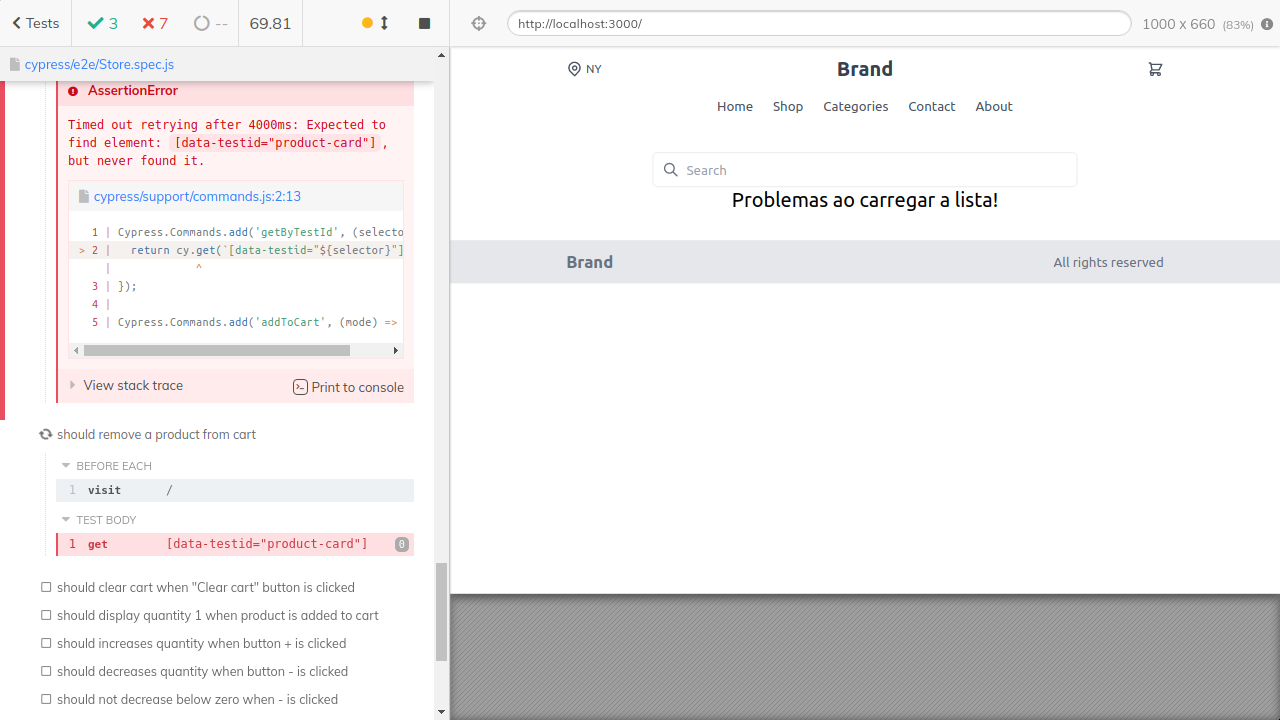 Tests
3
7
--
69.81
http://localhost:3000/
1000 x 660 (83%)
cypress/e2e/Store.spec.js
AssertionError
Timed out retrying after 4000ms: Expected to
find element: [data-testid="product-card"],
but never found it.
cypress/support/commands.js:2:13
1 | Cypress.Commands.add('getByTestId', (selecto
> 2 |   return cy.get(`[data-testid="${selector}"]
|             ^
3 | });
4 |
5 | Cypress.Commands.add('addToCart', (mode) =>
View stack trace
Print to console
should remove a product from cart
BEFORE EACH
1 visit /
TEST BODY
1 get [data-testid="product-card"] 0
should clear cart when "Clear cart" button is clicked
should display quantity 1 when product is added to cart
should increases quantity when button + is clicked
should decreases quantity when button - is clicked
should not decrease below zero when - is clicked
NY
Brand
Home
Shop
Categories
Contact
About
Search
Problemas ao carregar a lista!
Brand
All rights reserved